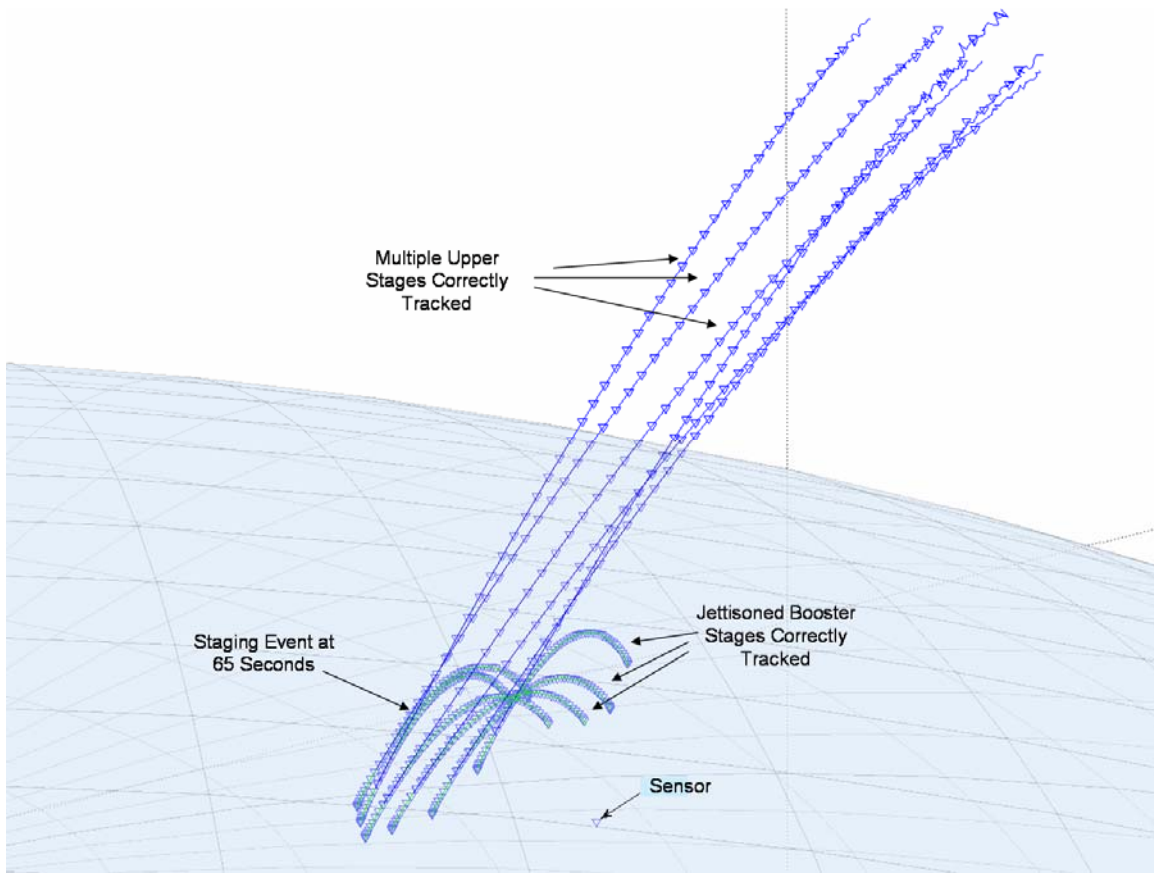 Multiple Upper
Stages Correctly
Tracked
Staging Event at
65 Seconds
Jettisoned Booster
Stages Correctly
Tracked
Sensor